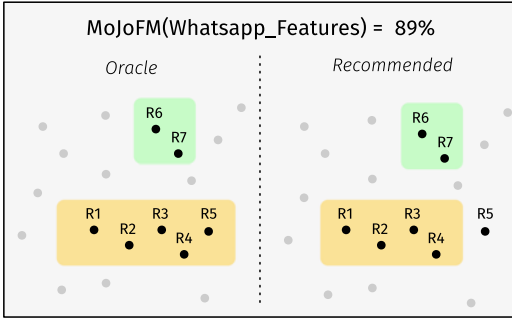 MoJoFM(Whatsapp_Features) = 89%
Oracle
Recommended
R6
R7
R1
R2
R3
R4
R5
R6
R7
R1
R2
R3
R4
R5